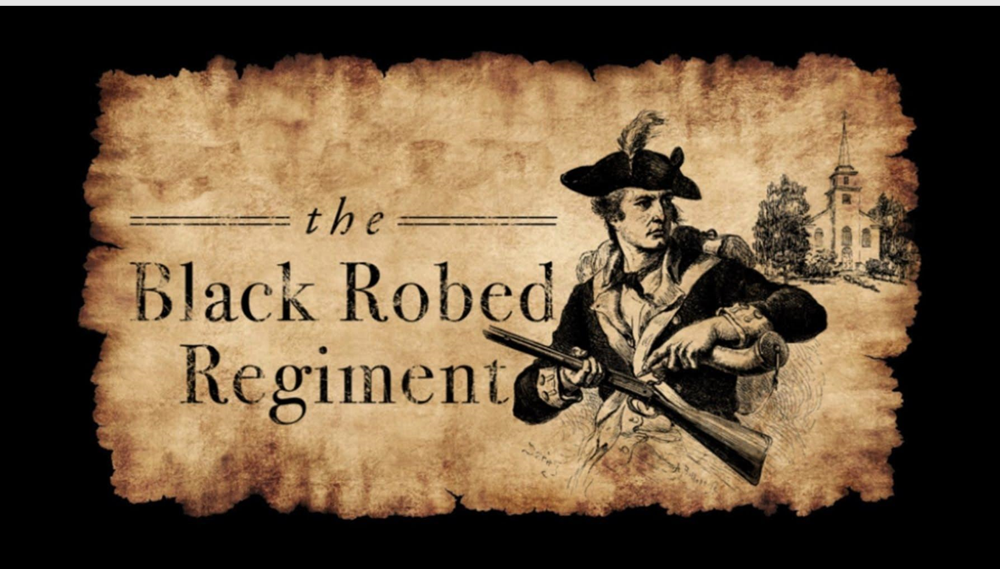 the
Black Robed
Regiment